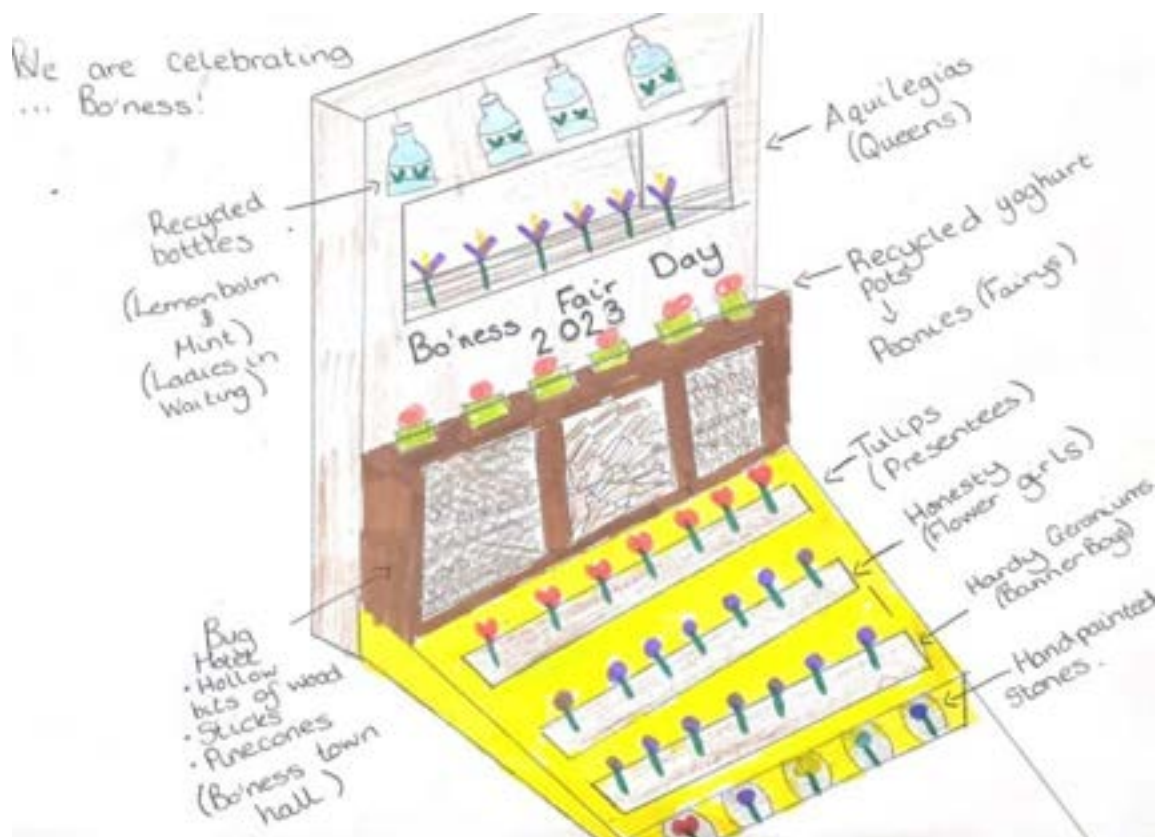 We are celebrating
... Bo'ness!
Recycled
bottles
(Lemonbalm
&
Mint)
(Ladies in
Waiting)
Bug
Hotel
• Hollow
bits of wood
• Sticks
• Pinecones
(Bo'ness town
hall)
Bo'ness Fair Day
2023
Aquilegias
(Queens)
Recycled yoghurt
Pots
Peonies (Fairys)
Tulips
(Presentees)
Honesty
(Flower girls)
Hardy Geraniums
(Banner Boys)
Hand painted
Stones.